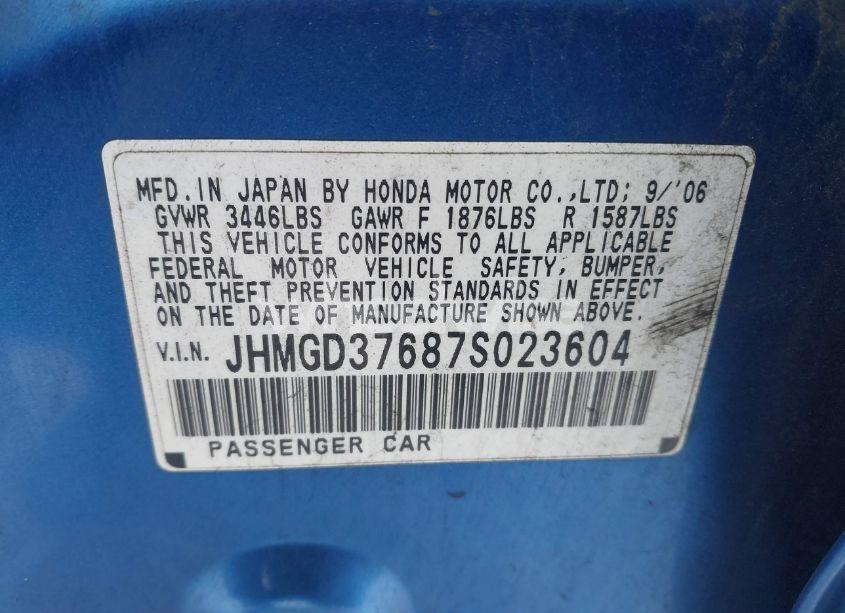 MFD.IN JAPAN BY HONDA MOTOR CO.,LTD; 9/'06
GVWR 3446LBS GAWR F 1876LBS R 1587LBS
THIS VEHICLE CONFORMS TO ALL APPLICABLE
FEDERAL MOTOR VEHICLE SAFETY, BUMPER,
AND THEFT PREVENTION STANDARDS IN EFFECT
ON THE DATE OF MANUFACTURE SHOWN ABOVE.
V.I.N. JHMGD37687S023604
PASSENGER CAR